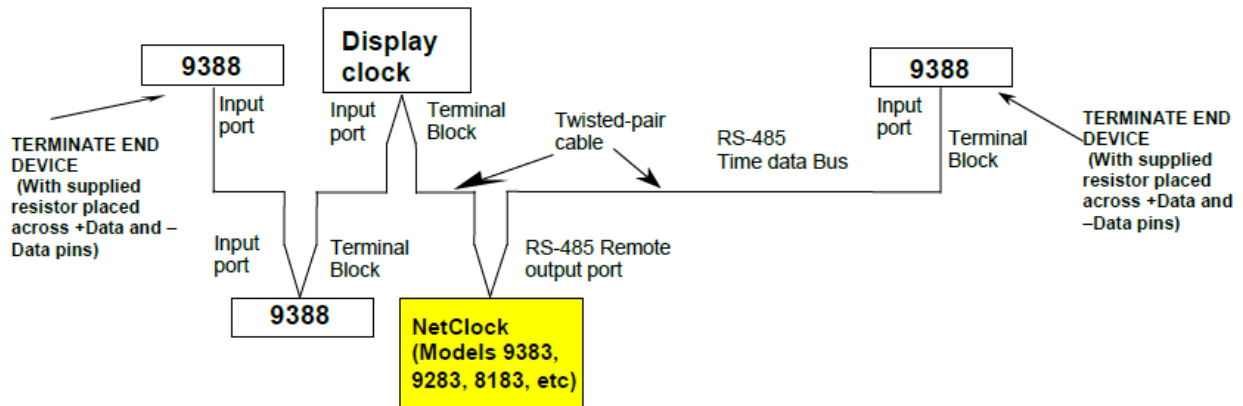 9388
Display
clock
9388
Input
port
Input
port
Terminal
Block
Twisted-pair
cable
RS-485
Time data Bus
Input
port
Terminal
Block
TERMINATE END
DEVICE
(With supplied
resistor placed
across +Data and –
Data pins)
TERMINATE END
DEVICE
(With supplied
resistor placed
across +Data and
–Data pins)
Input
port
Terminal
Block
RS-485 Remote
output port
9388
NetClock
(Models 9383,
9283, 8183, etc)